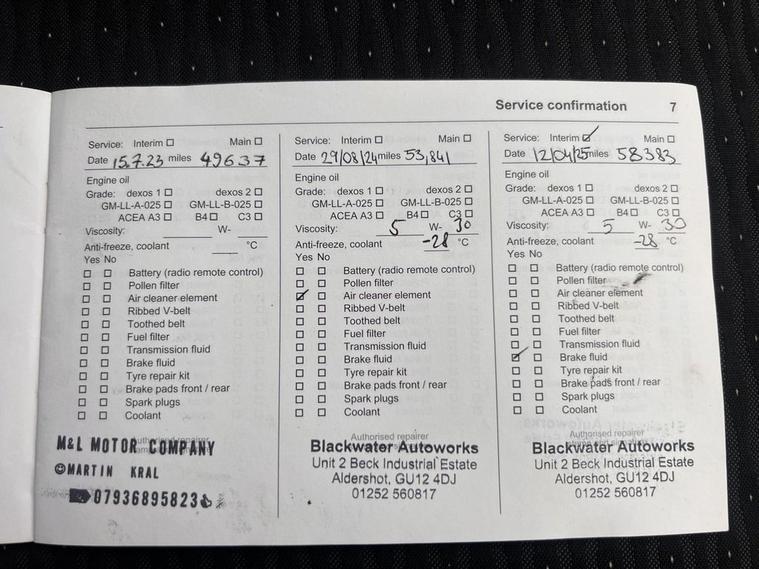 Service confirmation 7
Service: Interim ☐ Main ☐
Date 15.7.23 miles 49637
Engine oil
Grade: dexos 1 ☐ dexos 2 ☐
GM-LL-A-025 ☐ GM-LL-B-025 ☐
ACEA A3 ☐ B4 ☐ C3 ☐
Viscosity: W-
Anti-freeze, coolant °C
Yes No
☐ ☐ Battery (radio remote control)
☐ ☐ Pollen filter
☐ ☐ Air cleaner element
☐ ☐ Ribbed V-belt
☐ ☐ Toothed belt
☐ ☐ Fuel filter
☐ ☐ Transmission fluid
☐ ☐ Brake fluid
☐ ☐ Tyre repair kit
☐ ☐ Brake pads front / rear
☐ ☐ Spark plugs
☐ ☐ Coolant
M&L MOTOR COMPANY
☺MARTIN KRAL
07936895823
Service: Interim ☐ Main ☐
Date 29/08/24 miles 53,841
Engine oil
Grade: dexos 1 ☐ dexos 2 ☐
GM-LL-A-025 ☐ GM-LL-B-025 ☐
ACEA A3 ☐ B4 ☐ C3 ☐
Viscosity: 5 W- 30
Anti-freeze, coolant -28 °C
Yes No
☐ ☐ Battery (radio remote control)
☐ ☐ Pollen filter
☑ ☐ Air cleaner element
☐ ☐ Ribbed V-belt
☐ ☐ Toothed belt
☐ ☐ Fuel filter
☐ ☐ Transmission fluid
☐ ☐ Brake fluid
☐ ☐ Tyre repair kit
☐ ☐ Brake pads front / rear
☐ ☐ Spark plugs
☐ ☐ Coolant
Authorised repairer
Blackwater Autoworks
Unit 2 Beck Industrial Estate
Aldershot, GU12 4DJ
01252 560817
Service: Interim ☑ Main ☐
Date 12/04/25 miles 58383
Engine oil
Grade: dexos 1 ☐ dexos 2 ☐
GM-LL-A-025 ☐ GM-LL-B-025 ☐
ACEA A3 ☐ B4 ☐ C3 ☐
Viscosity: 5 W- 30
Anti-freeze, coolant -28 °C
Yes No
☐ ☐ Battery (radio remote control)
☐ ☐ Pollen filter
☐ ☐ Air cleaner element
☐ ☐ Ribbed V-belt
☐ ☐ Toothed belt
☐ ☐ Fuel filter
☐ ☐ Transmission fluid
☑ ☐ Brake fluid
☐ ☐ Tyre repair kit
☐ ☐ Brake pads front / rear
☐ ☐ Spark plugs
☐ ☐ Coolant
Authorised repairer
Blackwater Autoworks
Unit 2 Beck Industrial Estate
Aldershot, GU12 4DJ
01252 560817